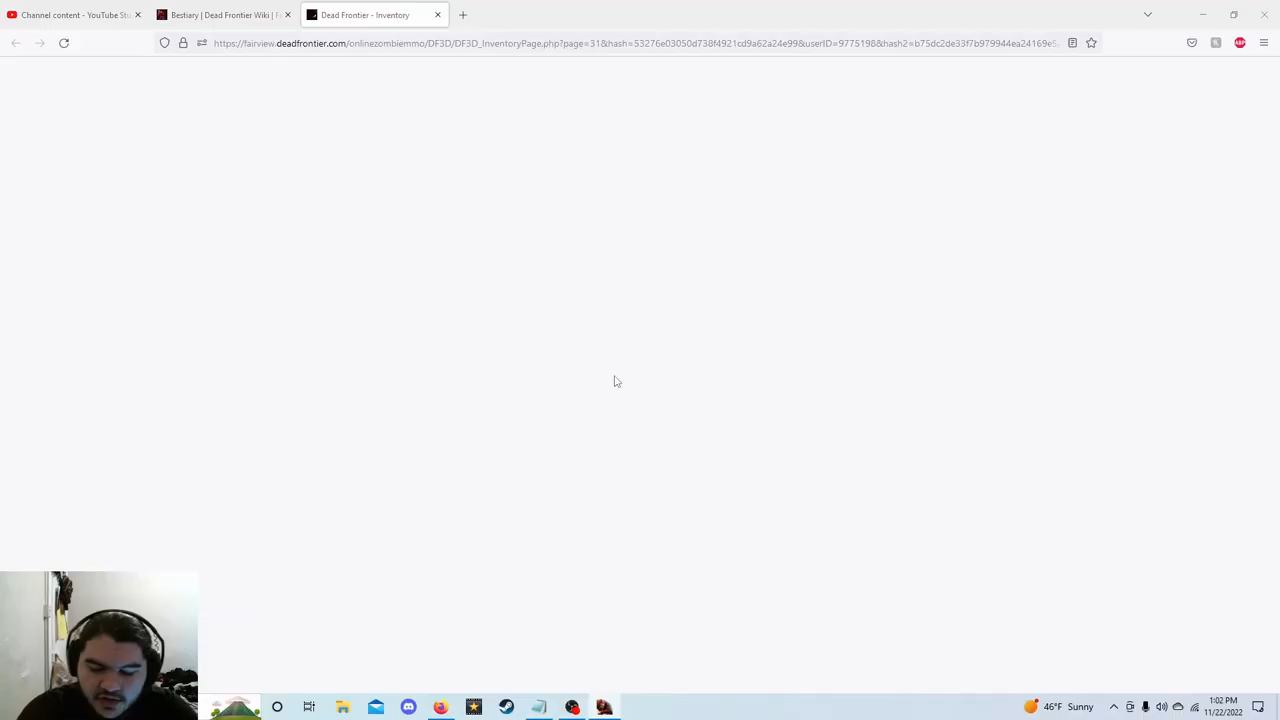 Channel content - YouTube Stu
Bestiary | Dead Frontier Wiki | F
Dead Frontier - Inventory
https://fairview.deadfrontier.com/onlinezombiemmo/DF3D/DF3D_InventoryPage.php?page=31&hash=53276e03050d738f4921cd9a62a24e99&userID=9775198&hash2=b75dc2de33f7b979944ea24169e5
ABP
46°F Sunny
1:02 PM
11/22/2022